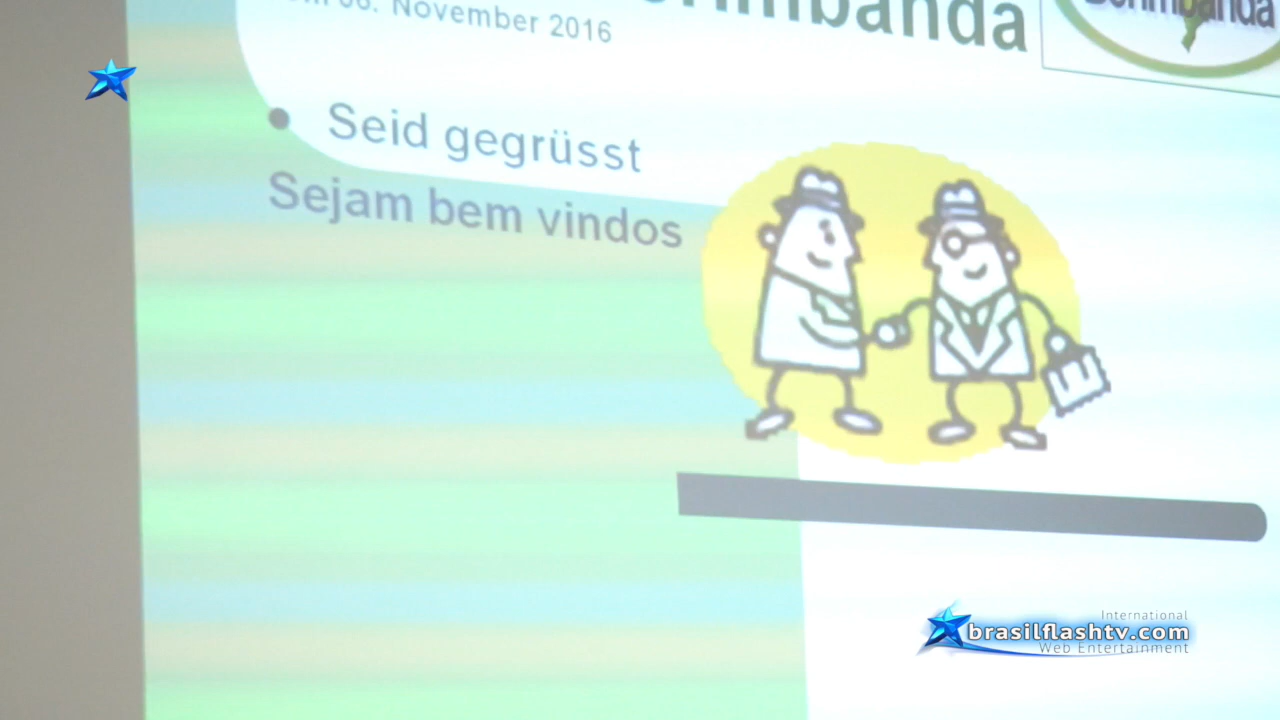 November 2016
Seid gegrüsst
Sejam bem vindos
International
brasilflashtv.com
Web Entertainment